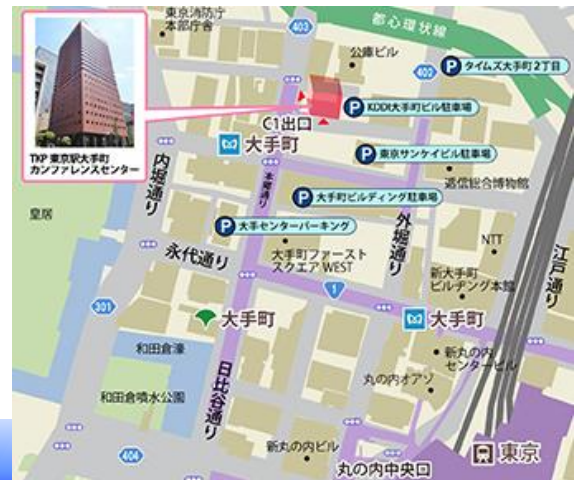 東京消防庁
本部庁舎
403
都心環状線
公庫ビル
402
P タイムズ大手町2丁目
P KDDI大手町ビル駐車場
C1出口
大手町
TKP 東京駅大手町
カンファレンスセンター
P 東京サンケイビル駐車場
逓信総合博物館
内堀通り
本郷通り
P 大手町ビルディング駐車場
皇居
P 大手センターパーキング
外堀通り
大手町ファースト
スクエア WEST
NTT
江戸通り
永代通り
新大手町
ビルヂング本館
1
301
大手町
大手町
和田倉濠
日比谷通り
新丸の内
センタービル
丸の内オアゾ
和田倉噴水公園
新丸の内ビル
404
東京
丸の内中央口